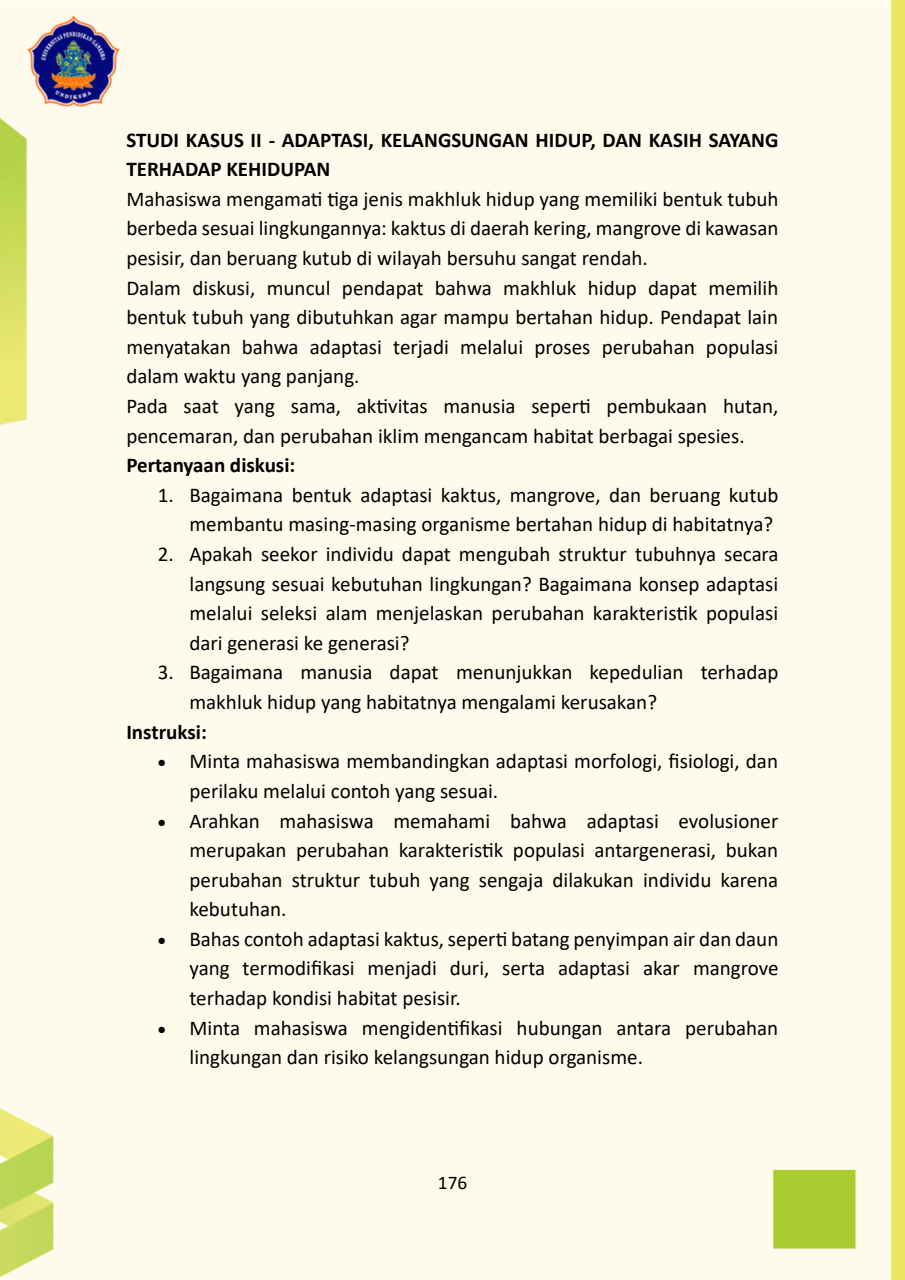 UNIVERSITAS PENDIDIKAN GANESHA
UNDIKSHA
STUDI KASUS II - ADAPTASI, KELANGSUNGAN HIDUP, DAN KASIH SAYANG
TERHADAP KEHIDUPAN
Mahasiswa mengamati tiga jenis makhluk hidup yang memiliki bentuk tubuh
berbeda sesuai lingkungannya: kaktus di daerah kering, mangrove di kawasan
pesisir, dan beruang kutub di wilayah bersuhu sangat rendah.
Dalam diskusi, muncul pendapat bahwa makhluk hidup dapat memilih
bentuk tubuh yang dibutuhkan agar mampu bertahan hidup. Pendapat lain
menyatakan bahwa adaptasi terjadi melalui proses perubahan populasi
dalam waktu yang panjang.
Pada saat yang sama, aktivitas manusia seperti pembukaan hutan,
pencemaran, dan perubahan iklim mengancam habitat berbagai spesies.
Pertanyaan diskusi:
1. Bagaimana bentuk adaptasi kaktus, mangrove, dan beruang kutub
membantu masing-masing organisme bertahan hidup di habitatnya?
2. Apakah seekor individu dapat mengubah struktur tubuhnya secara
langsung sesuai kebutuhan lingkungan? Bagaimana konsep adaptasi
melalui seleksi alam menjelaskan perubahan karakteristik populasi
dari generasi ke generasi?
3. Bagaimana manusia dapat menunjukkan kepedulian terhadap
makhluk hidup yang habitatnya mengalami kerusakan?
Instruksi:
• Minta mahasiswa membandingkan adaptasi morfologi, fisiologi, dan
perilaku melalui contoh yang sesuai.
• Arahkan mahasiswa memahami bahwa adaptasi evolusioner
merupakan perubahan karakteristik populasi antargenerasi, bukan
perubahan struktur tubuh yang sengaja dilakukan individu karena
kebutuhan.
• Bahas contoh adaptasi kaktus, seperti batang penyimpan air dan daun
yang termodifikasi menjadi duri, serta adaptasi akar mangrove
terhadap kondisi habitat pesisir.
• Minta mahasiswa mengidentifikasi hubungan antara perubahan
lingkungan dan risiko kelangsungan hidup organisme.
176